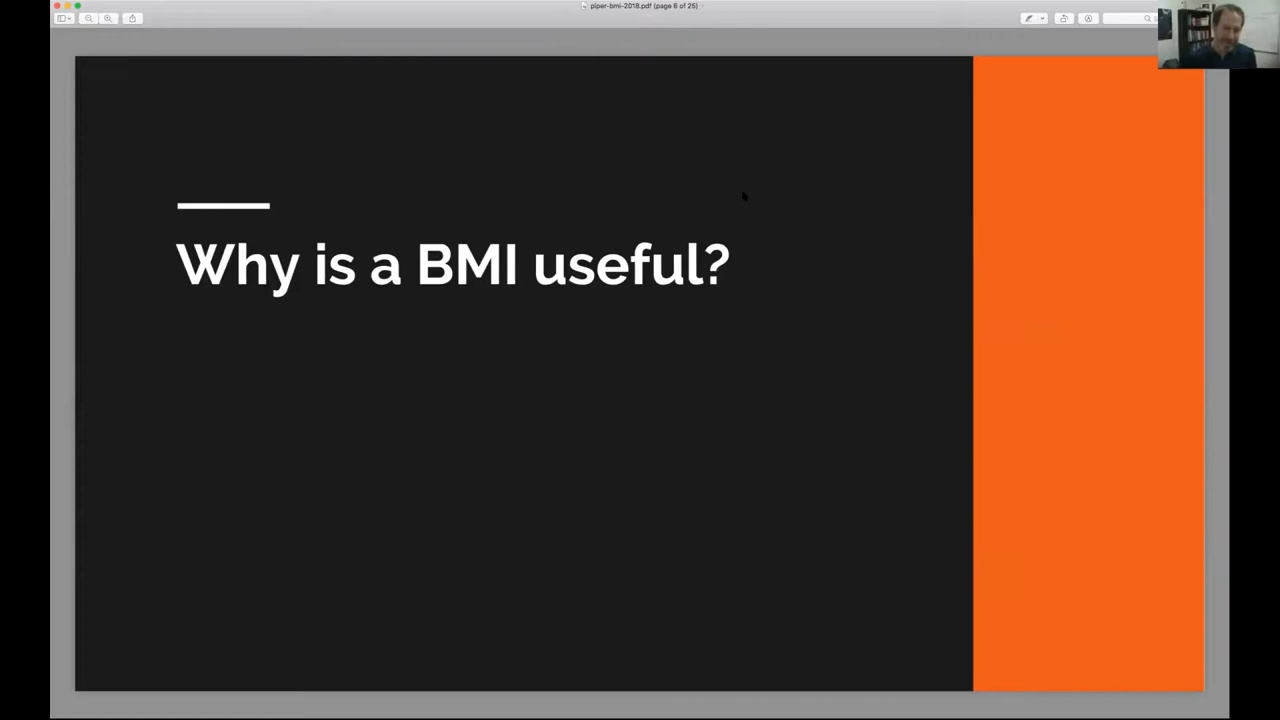 piper-bmi-2018.pdf (page 6 of 25)
Why is a BMI useful?